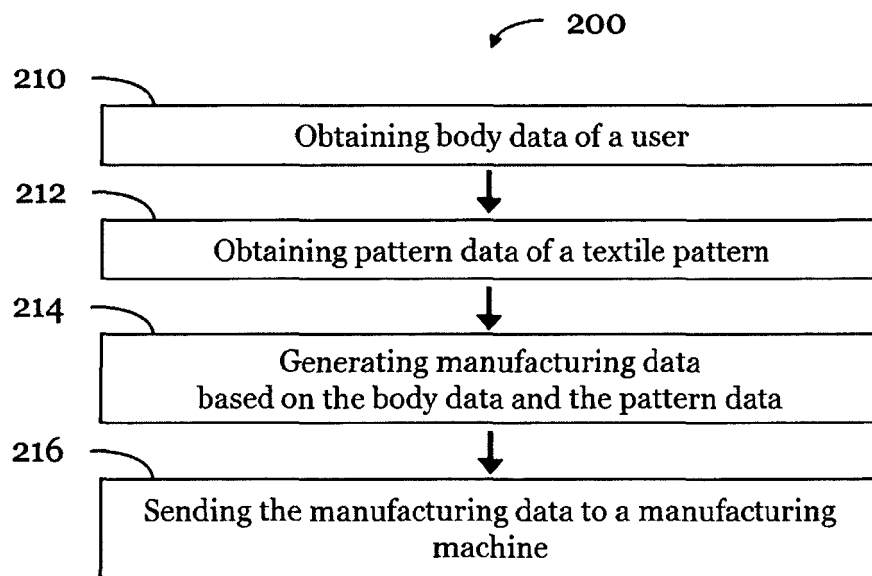 200
210
Obtaining body data of a user
212
Obtaining pattern data of a textile pattern
214
Generating manufacturing data
based on the body data and the pattern data
216
Sending the manufacturing data to a manufacturing
machine